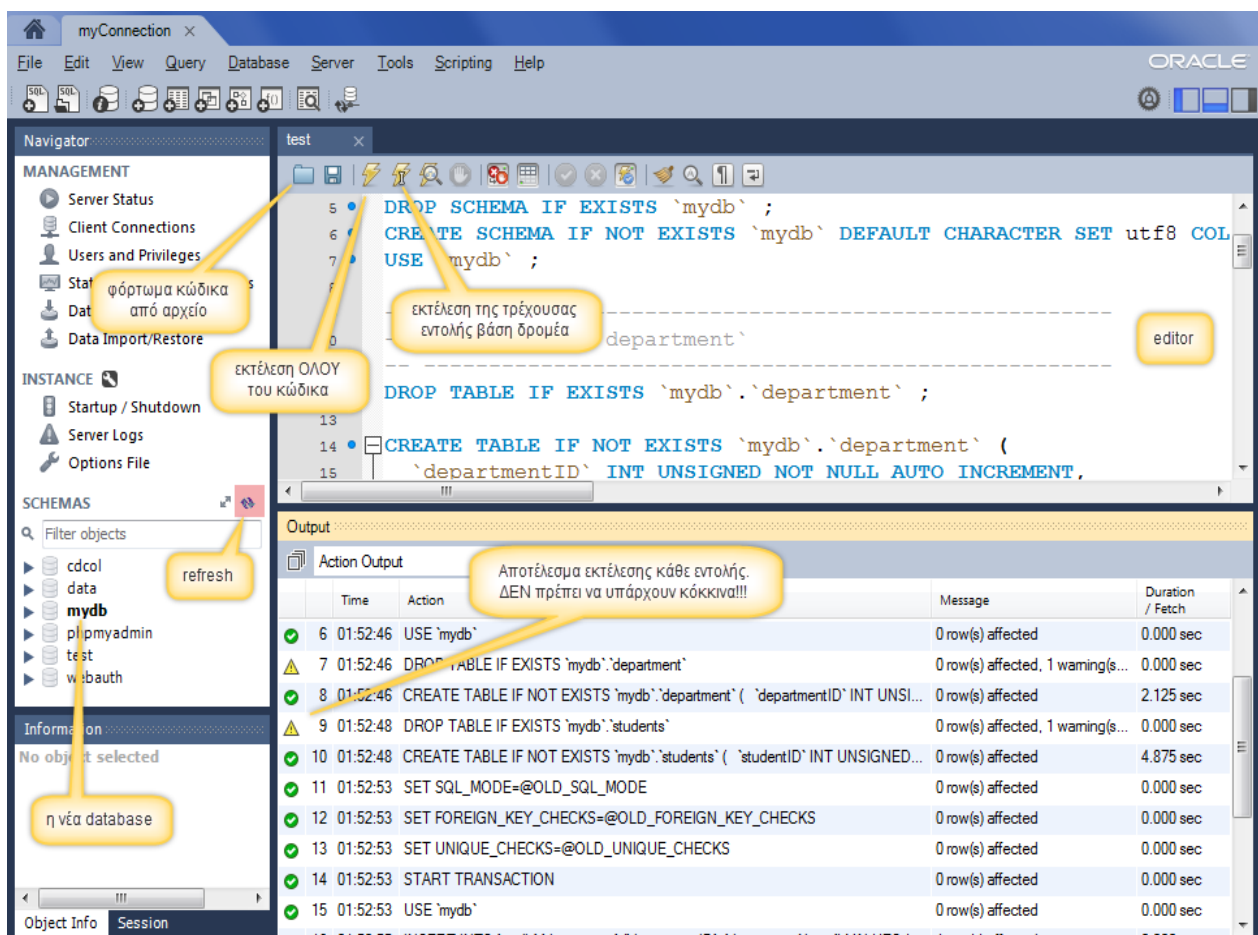 myConnection ×
File Edit View Query Database Server Tools Scripting Help
ORACLE
Navigator
MANAGEMENT
Server Status
Client Connections
Users and Privileges
Data Import/Restore
INSTANCE
Startup / Shutdown
Server Logs
Options File
SCHEMAS
Filter objects
cdcol
data
mydb
phpmyadmin
test
webauth
Information
No object selected
Object Info Session
φόρτωμα κώδικα
από αρχείο
εκτέλεση ΟΛΟΥ
του κώδικα
εκτέλεση της τρέχουσας
εντολής βάση δρομέα
editor
refresh
η νέα database
test ×
5 DROP SCHEMA IF EXISTS `mydb` ;
6 CREATE SCHEMA IF NOT EXISTS `mydb` DEFAULT CHARACTER SET utf8 COL
7 USE `mydb` ;
8
department`
DROP TABLE IF EXISTS `mydb`.`department` ;
13
14 CREATE TABLE IF NOT EXISTS `mydb`.`department` (
15 `departmentID` INT UNSIGNED NOT NULL AUTO INCREMENT,
Output
Action Output
Αποτέλεσμα εκτέλεσης κάθε εντολής.
ΔΕΝ πρέπει να υπάρχουν κόκκινα!!!
Time Action Message Duration
/ Fetch
6 01:52:46 USE `mydb` 0 row(s) affected 0.000 sec
7 01:52:46 DROP TABLE IF EXISTS `mydb`.`department` 0 row(s) affected, 1 warning(s... 0.000 sec
8 01:52:46 CREATE TABLE IF NOT EXISTS `mydb`.`department` ( `departmentID` INT UNSI... 0 row(s) affected 2.125 sec
9 01:52:48 DROP TABLE IF EXISTS `mydb`.`students` 0 row(s) affected, 1 warning(s... 0.000 sec
10 01:52:48 CREATE TABLE IF NOT EXISTS `mydb`.`students` ( `studentID` INT UNSIGNED... 0 row(s) affected 4.875 sec
11 01:52:53 SET SQL_MODE=@OLD_SQL_MODE 0 row(s) affected 0.000 sec
12 01:52:53 SET FOREIGN_KEY_CHECKS=@OLD_FOREIGN_KEY_CHECKS 0 row(s) affected 0.000 sec
13 01:52:53 SET UNIQUE_CHECKS=@OLD_UNIQUE_CHECKS 0 row(s) affected 0.000 sec
14 01:52:53 START TRANSACTION 0 row(s) affected 0.000 sec
15 01:52:53 USE `mydb` 0 row(s) affected 0.000 sec